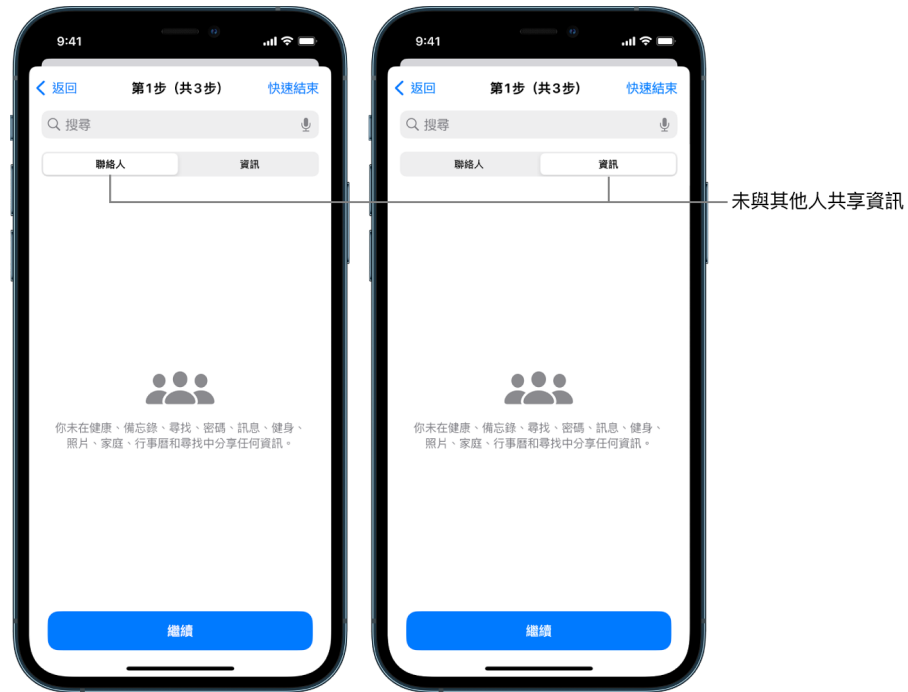 9:41
返回
第1步（共3步）
快速結束
搜尋
聯絡人
資訊
你未在健康、備忘錄、尋找、密碼、訊息、健身、
照片、家庭、行事曆和尋找中分享任何資訊。
繼續
9:41
返回
第1步（共3步）
快速結束
搜尋
聯絡人
資訊
你未在健康、備忘錄、尋找、密碼、訊息、健身、
照片、家庭、行事曆和尋找中分享任何資訊。
繼續
未與其他人共享資訊